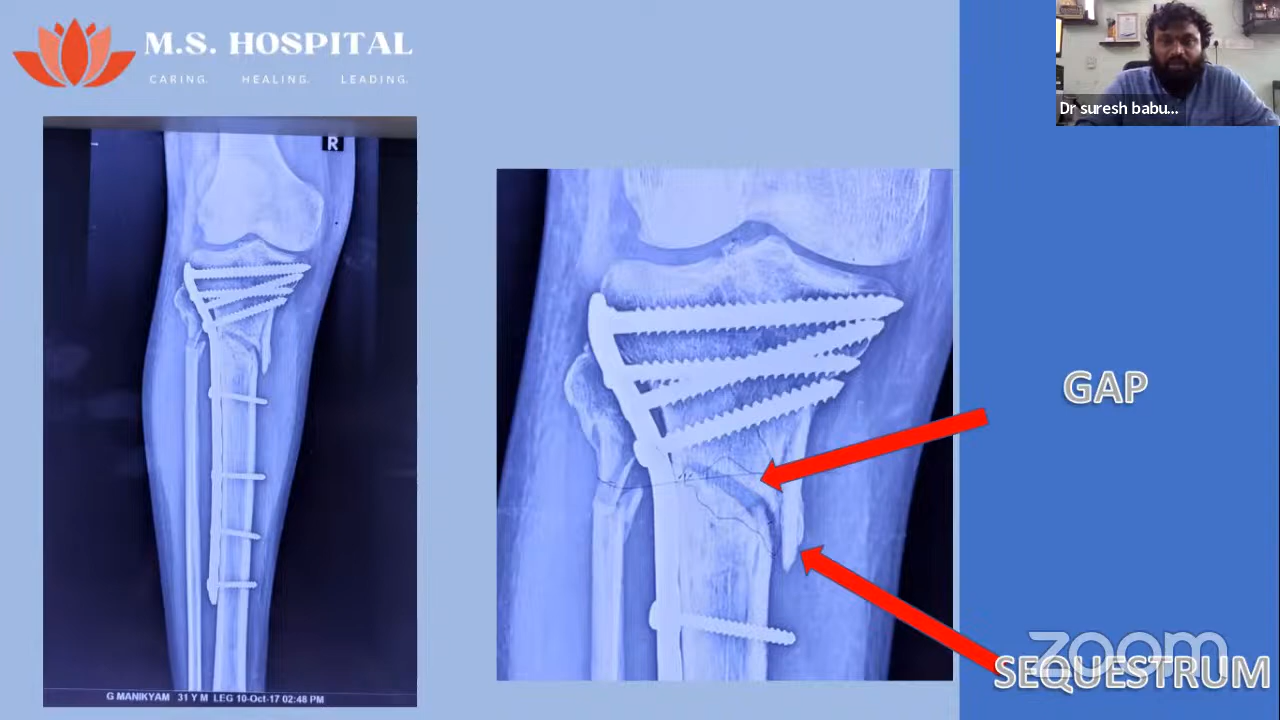 M.S. HOSPITAL
CARING. HEALING. LEADING.
Dr suresh babu...
R
GAP
G MANIKYAM 31 Y M LEG 10-Oct-17 02:48 PM
zoom
SEQUESTRUM